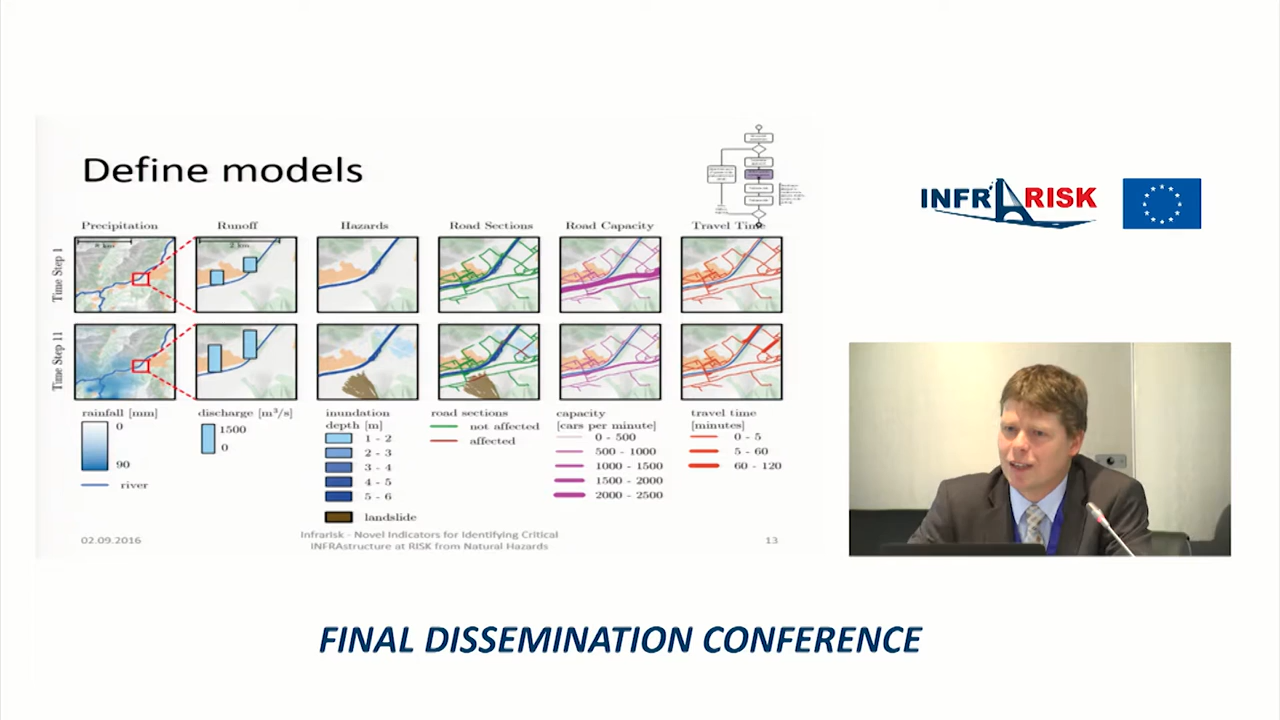 Define models
Precipitation Runoff Hazards Road Sections Road Capacity Travel Time
Time Step 1
8 km
2 km
Time Step 11
rainfall [mm]
0
90
river
discharge [m³/s]
1500
0
inundation
depth [m]
1 - 2
2 - 3
3 - 4
4 - 5
5 - 6
landslide
road sections
not affected
affected
capacity
[cars per minute]
0 - 500
500 - 1000
1000 - 1500
1500 - 2000
2000 - 2500
travel time
[minutes]
0 - 5
5 - 60
60 - 120
02.09.2016
Infrarisk - Novel Indicators for Identifying Critical
INFRAstructure at RISK from Natural Hazards
13
INFRARISK
FINAL DISSEMINATION CONFERENCE